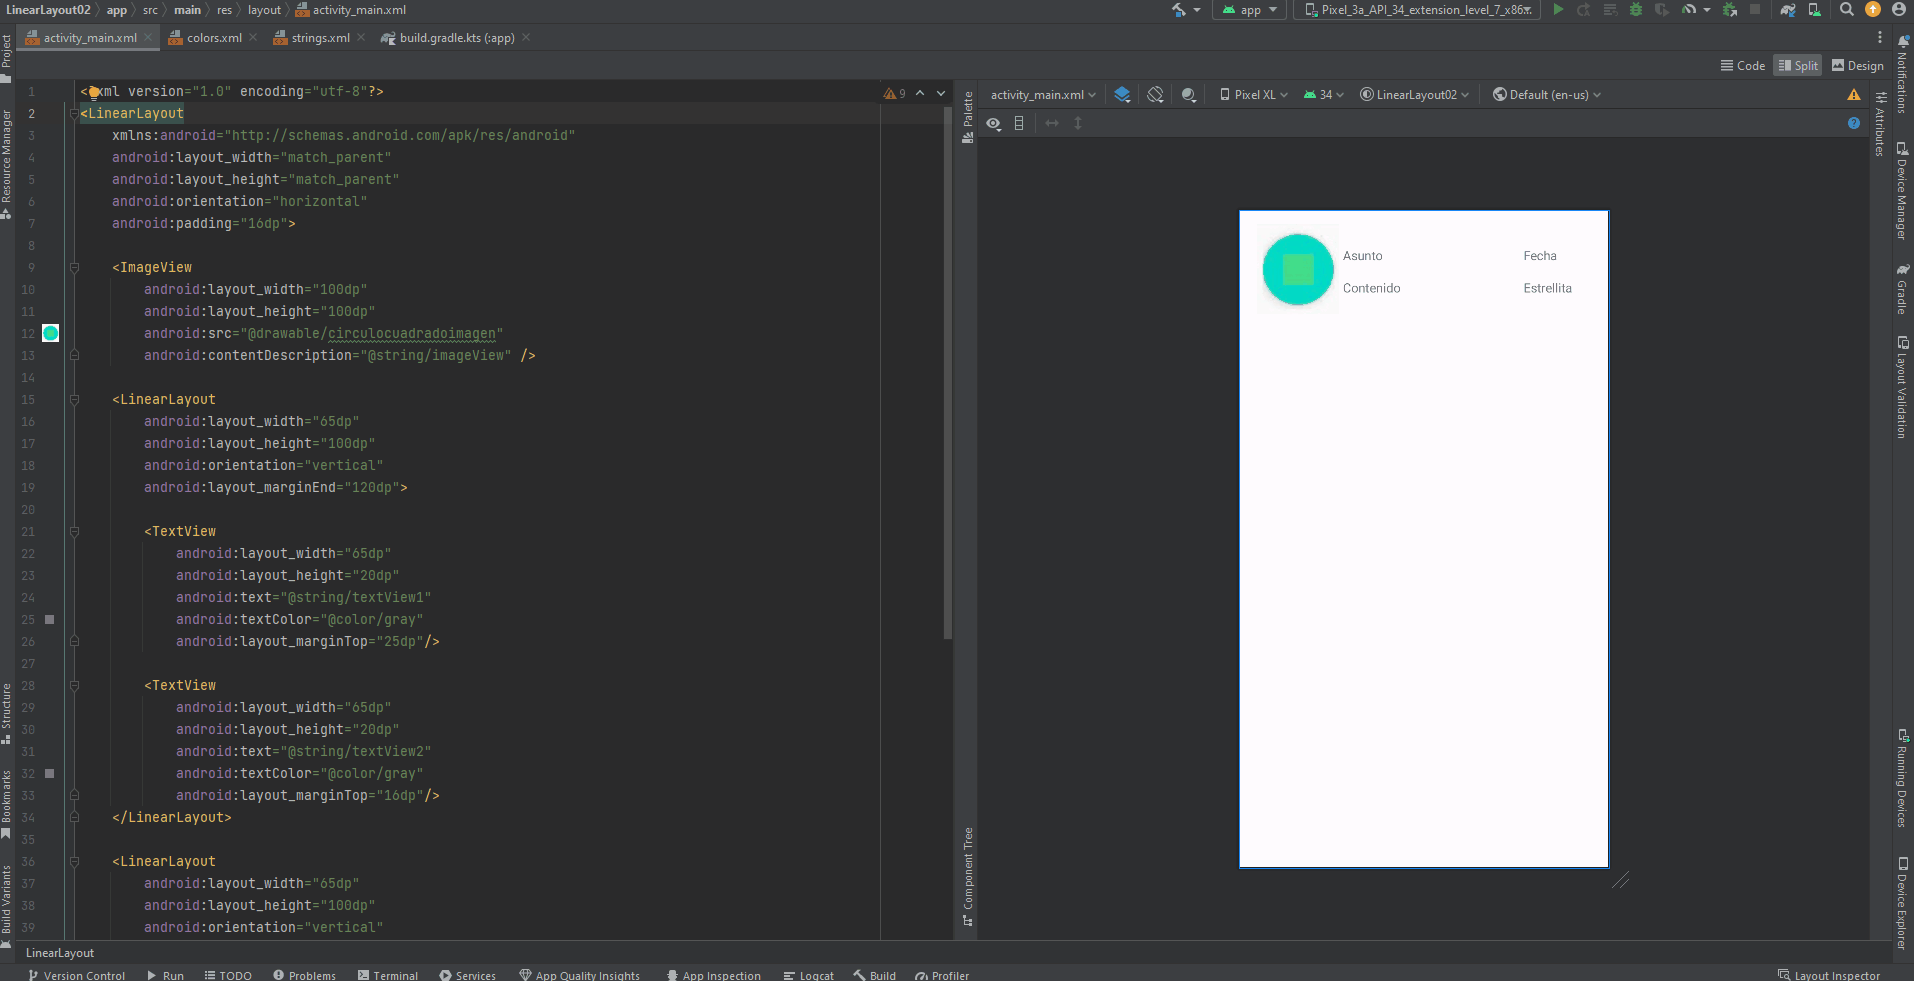 LinearLayout02 app src main res layout activity_main.xml app Pixel_3a_API_34_extension_level_7_x86
activity_main.xml colors.xml strings.xml build.gradle.kts (:app)
Code Split Design
Project
Resource Manager
Structure
Bookmarks
Build Variants
1 <?xml version="1.0" encoding="utf-8"?> 9
2 <LinearLayout
3 xmlns:android="http://schemas.android.com/apk/res/android"
4 android:layout_width="match_parent"
5 android:layout_height="match_parent"
6 android:orientation="horizontal"
7 android:padding="16dp">
8
9 <ImageView
10 android:layout_width="100dp"
11 android:layout_height="100dp"
12 android:src="@drawable/circulocuadradoimagen"
13 android:contentDescription="@string/imageView" />
14
15 <LinearLayout
16 android:layout_width="65dp"
17 android:layout_height="100dp"
18 android:orientation="vertical"
19 android:layout_marginEnd="120dp">
20
21 <TextView
22 android:layout_width="65dp"
23 android:layout_height="20dp"
24 android:text="@string/textView1"
25 android:textColor="@color/gray"
26 android:layout_marginTop="25dp"/>
27
28 <TextView
29 android:layout_width="65dp"
30 android:layout_height="20dp"
31 android:text="@string/textView2"
32 android:textColor="@color/gray"
33 android:layout_marginTop="16dp"/>
34 </LinearLayout>
35
36 <LinearLayout
37 android:layout_width="65dp"
38 android:layout_height="100dp"
39 android:orientation="vertical"
Palette
Component Tree
activity_main.xml Pixel XL 34 LinearLayout02 Default (en-us)
Asunto Fecha
Contenido Estrellita
Attributes
Notifications
Device Manager
Gradle
Layout Validation
Running Devices
Device Explorer
LinearLayout
Version Control Run TODO Problems Terminal Services App Quality Insights App Inspection Logcat Build Profiler Layout Inspector